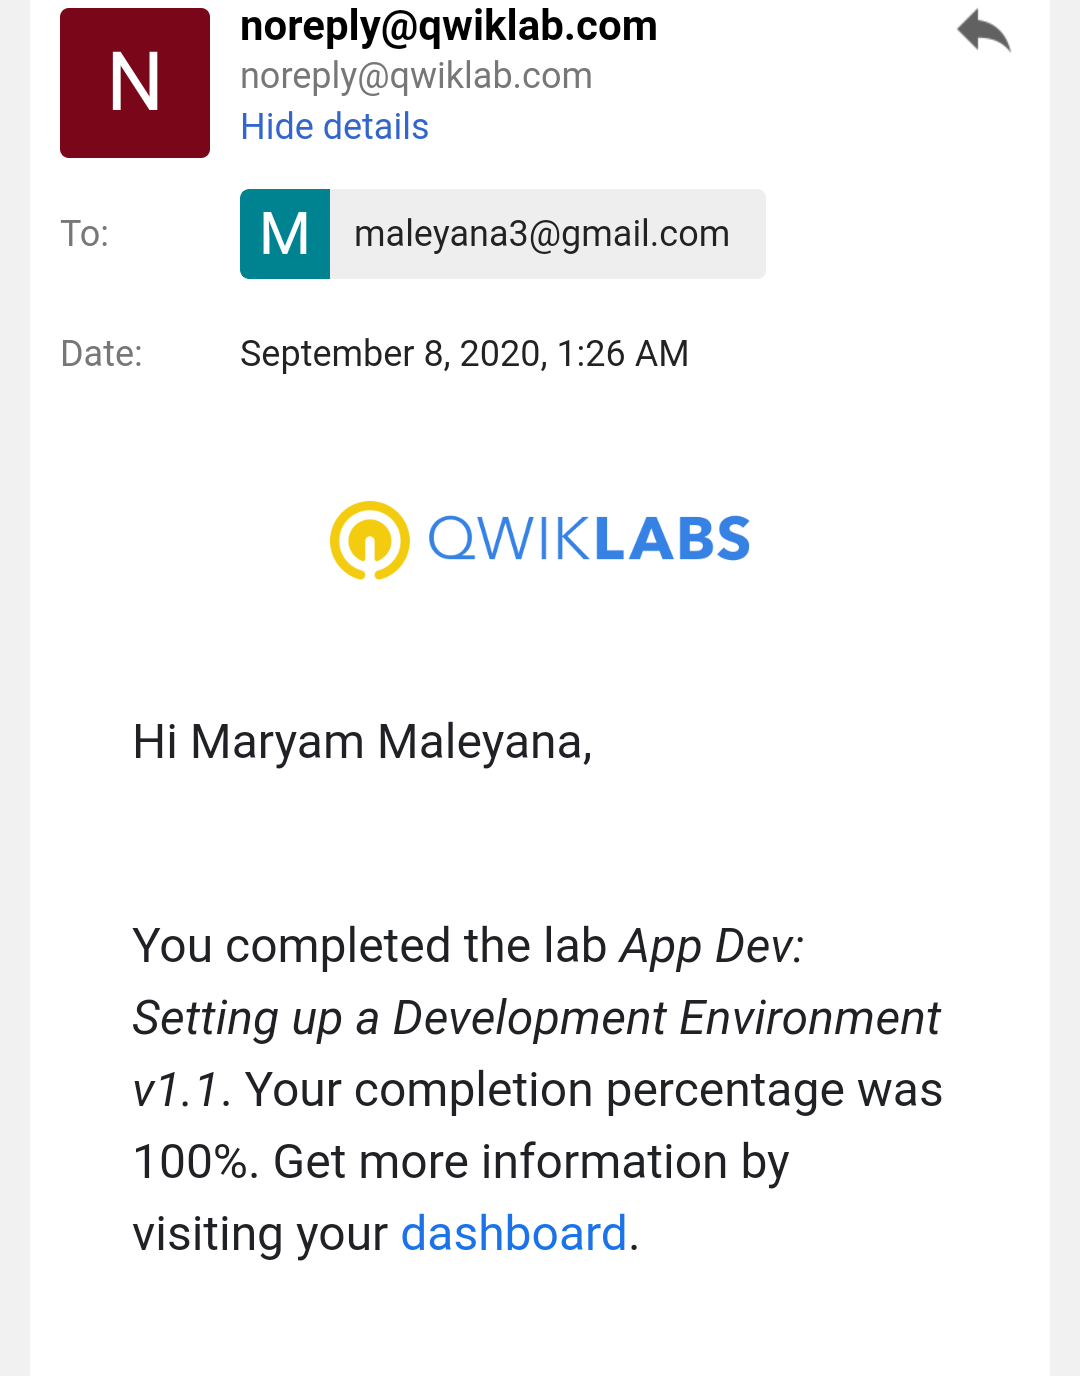 N
noreply@qwiklab.com
noreply@qwiklab.com
Hide details
To:
M
maleyana3@gmail.com
Date:
September 8, 2020, 1:26 AM
QWIKLABS
Hi Maryam Maleyana,
You completed the lab App Dev:
Setting up a Development Environment
v1.1. Your completion percentage was
100%. Get more information by
visiting your dashboard.